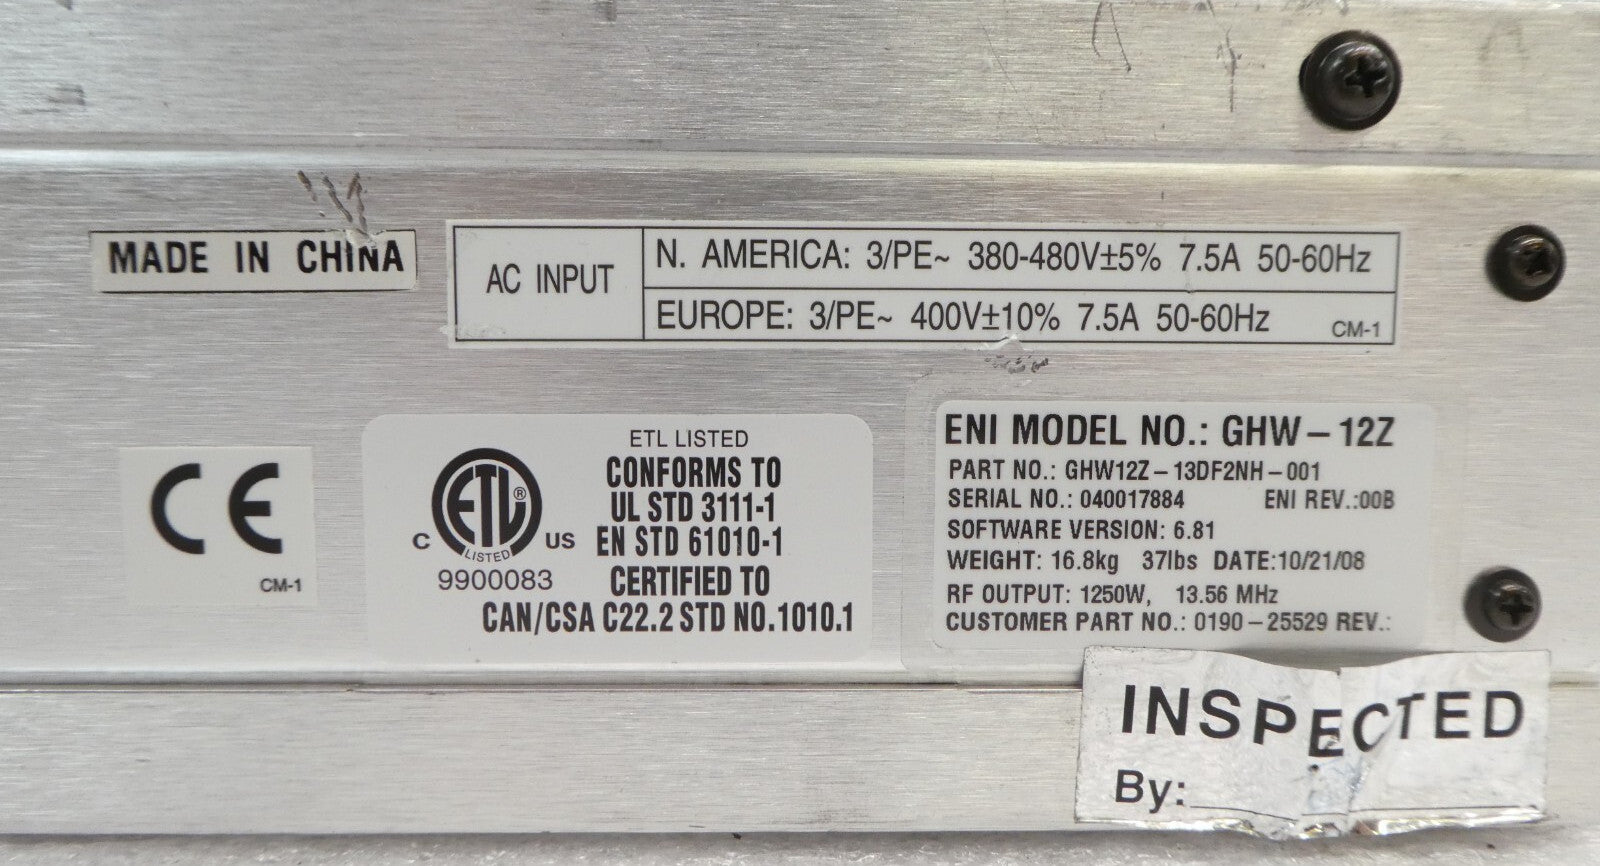 MADE IN CHINA
AC INPUT
N. AMERICA: 3/PE~ 380-480V±5% 7.5A 50-60Hz
EUROPE: 3/PE~ 400V±10% 7.5A 50-60Hz CM-1
CE
CM-1
ETL LISTED
CONFORMS TO
UL STD 3111-1
EN STD 61010-1
CERTIFIED TO
CAN/CSA C22.2 STD NO.1010.1
C ETL® US
LISTED
9900083
ENI MODEL NO.: GHW-12Z
PART NO.: GHW12Z-13DF2NH-001
SERIAL NO.: 040017884 ENI REV.:00B
SOFTWARE VERSION: 6.81
WEIGHT: 16.8kg 37lbs DATE:10/21/08
RF OUTPUT: 1250W, 13.56 MHz
CUSTOMER PART NO.: 0190-25529 REV.:
INSPECTED
By: